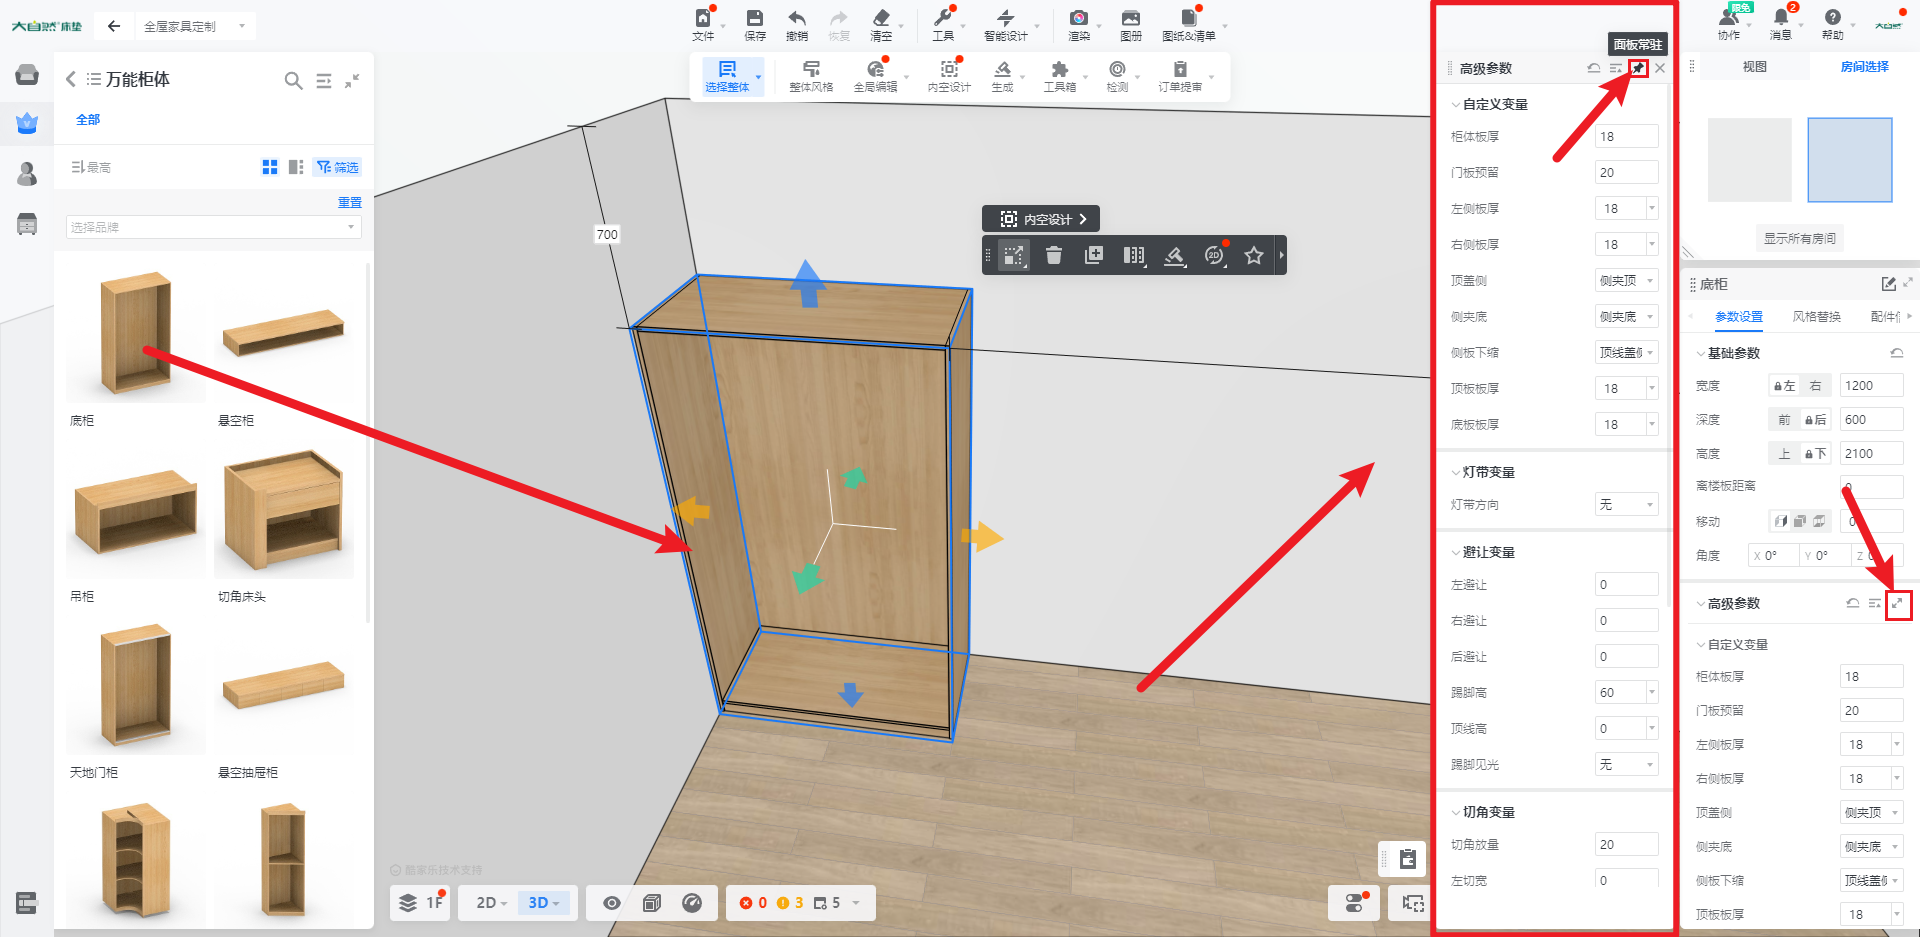 大自然·床垫
全屋家具定制
文件
保存
撤销
恢复
清空
工具
智能设计
渲染
图册
图纸&清单
限免
协作
2
消息
帮助
大自然
选择整体
整体风格
全局编辑
内空设计
生成
工具箱
检测
订单提审
万能柜体
全部
最高
筛选
重置
选择品牌
底柜
悬空柜
吊柜
切角床头
天地门柜
悬空抽屉柜
700
内空设计
2D
酷家乐技术支持
1F
2D
3D
0
3
5
面板常驻
高级参数
自定义变量
柜体板厚 18
门板预留 20
左侧板厚 18
右侧板厚 18
顶盖侧 侧夹顶
侧夹底 侧夹底
侧板下缩 顶线盖侧
顶板板厚 18
底板板厚 18
灯带变量
灯带方向 无
避让变量
左避让 0
右避让 0
后避让 0
踢脚高 60
顶线高 0
踢脚见光 无
切角变量
切角放量 20
左切宽 0
视图
房间选择
显示所有房间
底柜
参数设置
风格替换
基础参数
宽度 左 右 1200
深度 前 后 600
高度 上 下 2100
离楼板距离 0
移动 0
角度 X 0° Y 0° Z 0
高级参数
自定义变量
柜体板厚 18
门板预留 20
左侧板厚 18
右侧板厚 18
顶盖侧 侧夹顶
侧夹底 侧夹底
侧板下缩 顶线盖侧
顶板板厚 18